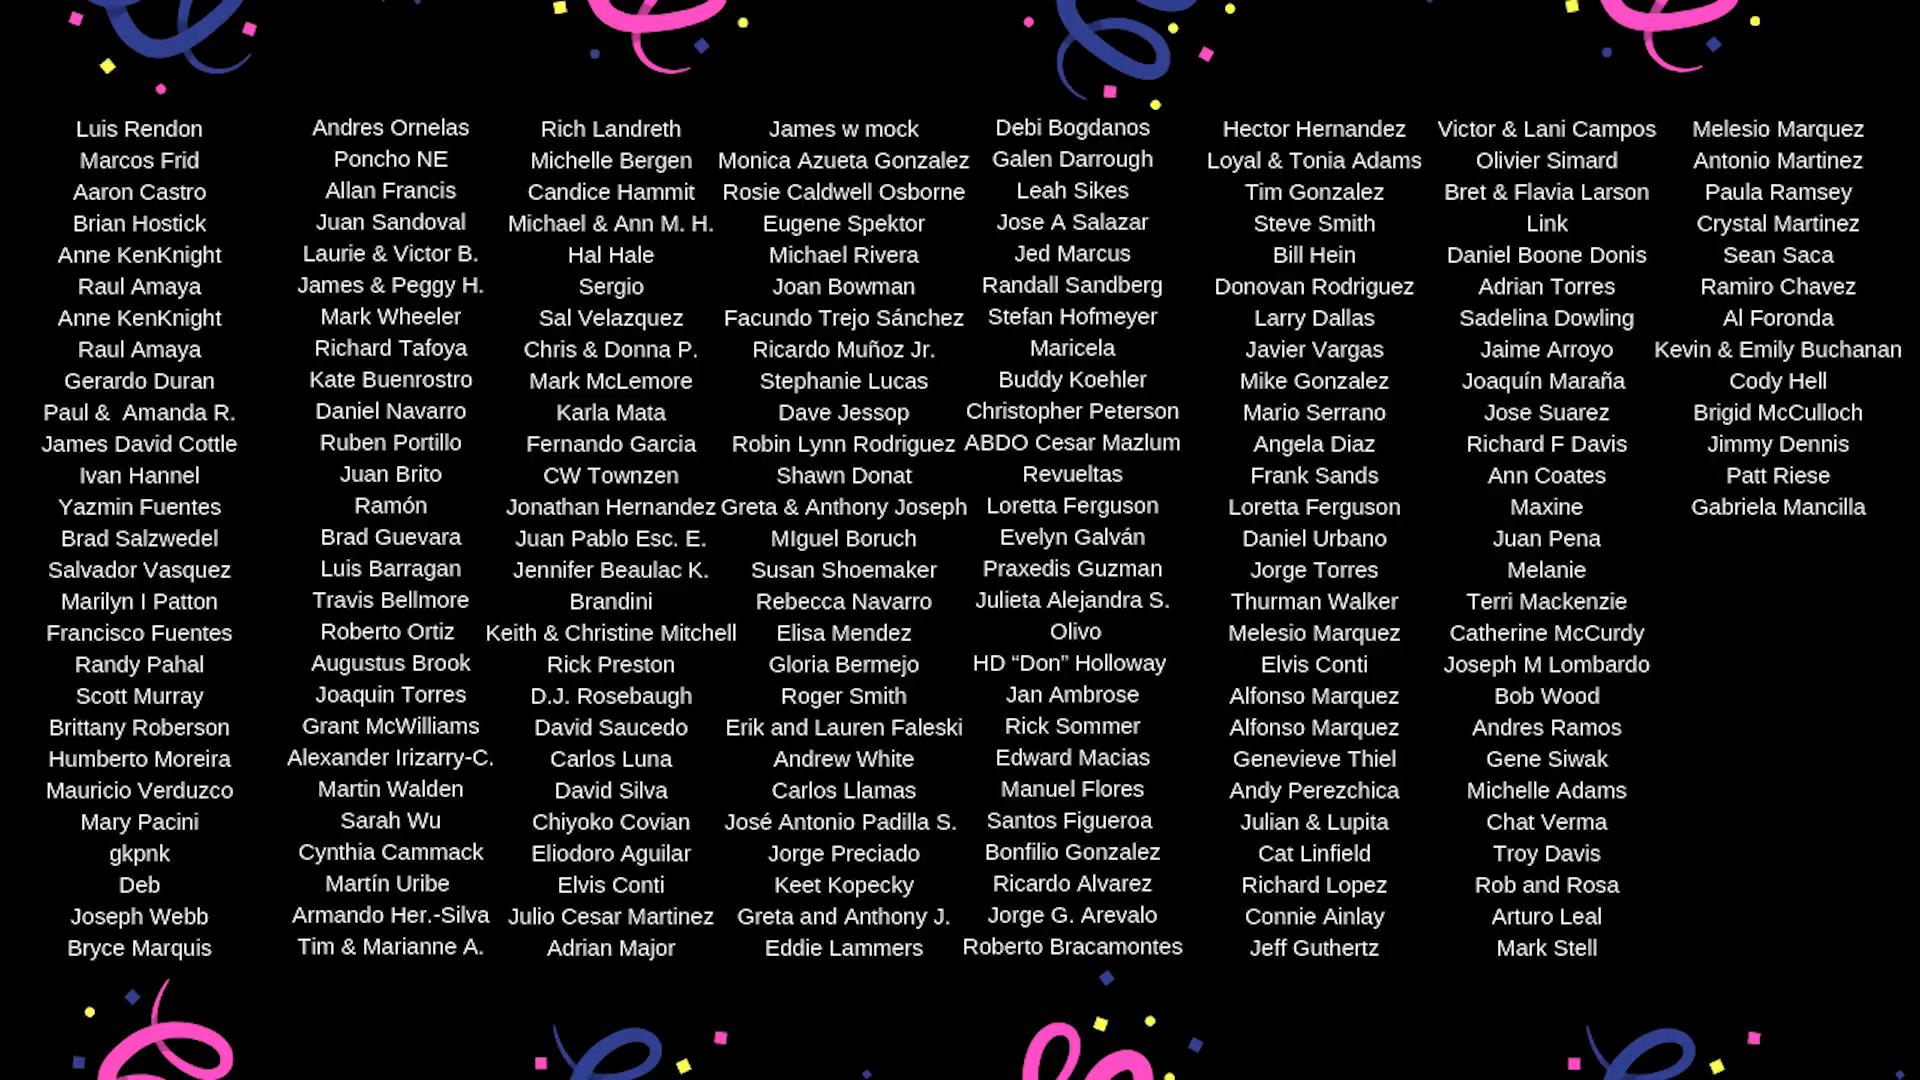 Luis Rendon
Marcos Frid
Aaron Castro
Brian Hostick
Anne KenKnight
Raul Amaya
Anne KenKnight
Raul Amaya
Gerardo Duran
Paul &  Amanda R.
James David Cottle
Ivan Hannel
Yazmin Fuentes
Brad Salzwedel
Salvador Vasquez
Marilyn I Patton
Francisco Fuentes
Randy Pahal
Scott Murray
Brittany Roberson
Humberto Moreira
Mauricio Verduzco
Mary Pacini
gkpnk
Deb
Joseph Webb
Bryce Marquis
Andres Ornelas
Poncho NE
Allan Francis
Juan Sandoval
Laurie & Victor B.
James & Peggy H.
Mark Wheeler
Richard Tafoya
Kate Buenrostro
Daniel Navarro
Ruben Portillo
Juan Brito
Ramón
Brad Guevara
Luis Barragan
Travis Bellmore
Roberto Ortiz
Augustus Brook
Joaquin Torres
Grant McWilliams
Alexander Irizarry-C.
Martin Walden
Sarah Wu
Cynthia Cammack
Martín Uribe
Armando Her.-Silva
Tim & Marianne A.
Rich Landreth
Michelle Bergen
Candice Hammit
Michael & Ann M. H.
Hal Hale
Sergio
Sal Velazquez
Chris & Donna P.
Mark McLemore
Karla Mata
Fernando Garcia
CW Townzen
Jonathan Hernandez
Juan Pablo Esc. E.
Jennifer Beaulac K.
Brandini
Keith & Christine Mitchell
Rick Preston
D.J. Rosebaugh
David Saucedo
Carlos Luna
David Silva
Chiyoko Covian
Eliodoro Aguilar
Elvis Conti
Julio Cesar Martinez
Adrian Major
James w mock
Monica Azueta Gonzalez
Rosie Caldwell Osborne
Eugene Spektor
Michael Rivera
Joan Bowman
Facundo Trejo Sánchez
Ricardo Muñoz Jr.
Stephanie Lucas
Dave Jessop
Robin Lynn Rodriguez
Shawn Donat
Greta & Anthony Joseph
MIguel Boruch
Susan Shoemaker
Rebecca Navarro
Elisa Mendez
Gloria Bermejo
Roger Smith
Erik and Lauren Faleski
Andrew White
Carlos Llamas
José Antonio Padilla S.
Jorge Preciado
Keet Kopecky
Greta and Anthony J.
Eddie Lammers
Debi Bogdanos
Galen Darrough
Leah Sikes
Jose A Salazar
Jed Marcus
Randall Sandberg
Stefan Hofmeyer
Maricela
Buddy Koehler
Christopher Peterson
ABDO Cesar Mazlum
Revueltas
Loretta Ferguson
Evelyn Galván
Praxedis Guzman
Julieta Alejandra S.
Olivo
HD “Don” Holloway
Jan Ambrose
Rick Sommer
Edward Macias
Manuel Flores
Santos Figueroa
Bonfilio Gonzalez
Ricardo Alvarez
Jorge G. Arevalo
Roberto Bracamontes
Hector Hernandez
Loyal & Tonia Adams
Tim Gonzalez
Steve Smith
Bill Hein
Donovan Rodriguez
Larry Dallas
Javier Vargas
Mike Gonzalez
Mario Serrano
Angela Diaz
Frank Sands
Loretta Ferguson
Daniel Urbano
Jorge Torres
Thurman Walker
Melesio Marquez
Elvis Conti
Alfonso Marquez
Alfonso Marquez
Genevieve Thiel
Andy Perezchica
Julian & Lupita
Cat Linfield
Richard Lopez
Connie Ainlay
Jeff Guthertz
Victor & Lani Campos
Olivier Simard
Bret & Flavia Larson
Link
Daniel Boone Donis
Adrian Torres
Sadelina Dowling
Jaime Arroyo
Joaquín Maraña
Jose Suarez
Richard F Davis
Ann Coates
Maxine
Juan Pena
Melanie
Terri Mackenzie
Catherine McCurdy
Joseph M Lombardo
Bob Wood
Andres Ramos
Gene Siwak
Michelle Adams
Chat Verma
Troy Davis
Rob and Rosa
Arturo Leal
Mark Stell
Melesio Marquez
Antonio Martinez
Paula Ramsey
Crystal Martinez
Sean Saca
Ramiro Chavez
Al Foronda
Kevin & Emily Buchanan
Cody Hell
Brigid McCulloch
Jimmy Dennis
Patt Riese
Gabriela Mancilla